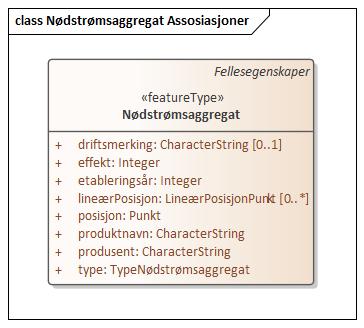 class Nødstrømsaggregat Assosiasjoner
Fellesegenskaper
«featureType»
Nødstrømsaggregat
+ driftsmerking: CharacterString [0..1]
+ effekt: Integer
+ etableringsår: Integer
+ lineærPosisjon: LineærPosisjonPunkt [0..*]
+ posisjon: Punkt
+ produktnavn: CharacterString
+ produsent: CharacterString
+ type: TypeNødstrømsaggregat